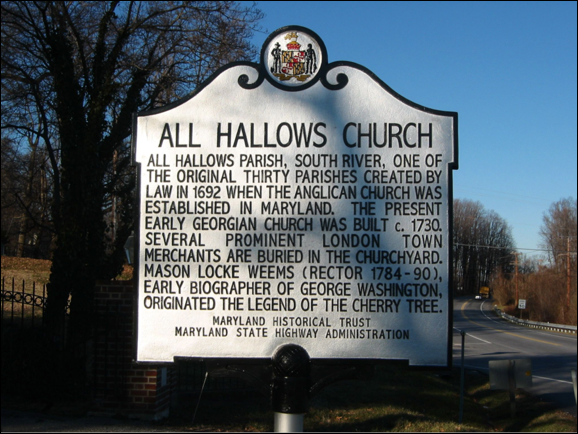 ALL HALLOWS CHURCH
ALL HALLOWS PARISH, SOUTH RIVER, ONE OF
THE ORIGINAL THIRTY PARISHES CREATED BY
LAW IN 1692 WHEN THE ANGLICAN CHURCH WAS
ESTABLISHED IN MARYLAND. THE PRESENT
EARLY GEORGIAN CHURCH WAS BUILT c. 1730.
SEVERAL PROMINENT LONDON TOWN
MERCHANTS ARE BURIED IN THE CHURCHYARD.
MASON LOCKE WEEMS (RECTOR 1784-90),
EARLY BIOGRAPHER OF GEORGE WASHINGTON,
ORIGINATED THE LEGEND OF THE CHERRY TREE.
MARYLAND HISTORICAL TRUST
MARYLAND STATE HIGHWAY ADMINISTRATION